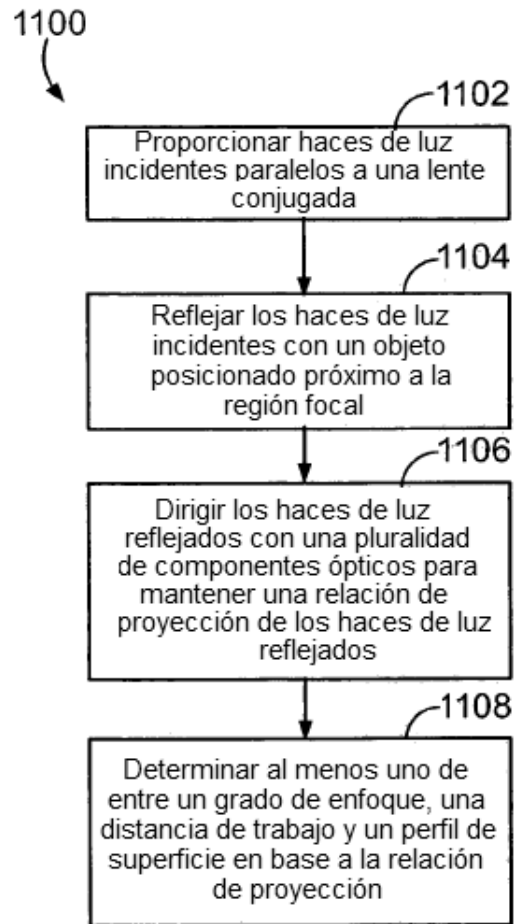 1100
1102
Proporcionar haces de luz
incidentes paralelos a una lente
conjugada
1104
Reflejar los haces de luz
incidentes con un objeto
posicionado próximo a la
región focal
1106
Dirigir los haces de luz
reflejados con una pluralidad
de componentes ópticos para
mantener una relación de
proyección de los haces de luz
reflejados
1108
Determinar al menos uno de
entre un grado de enfoque, una
distancia de trabajo y un perfil de
superficie en base a la relación
de proyección